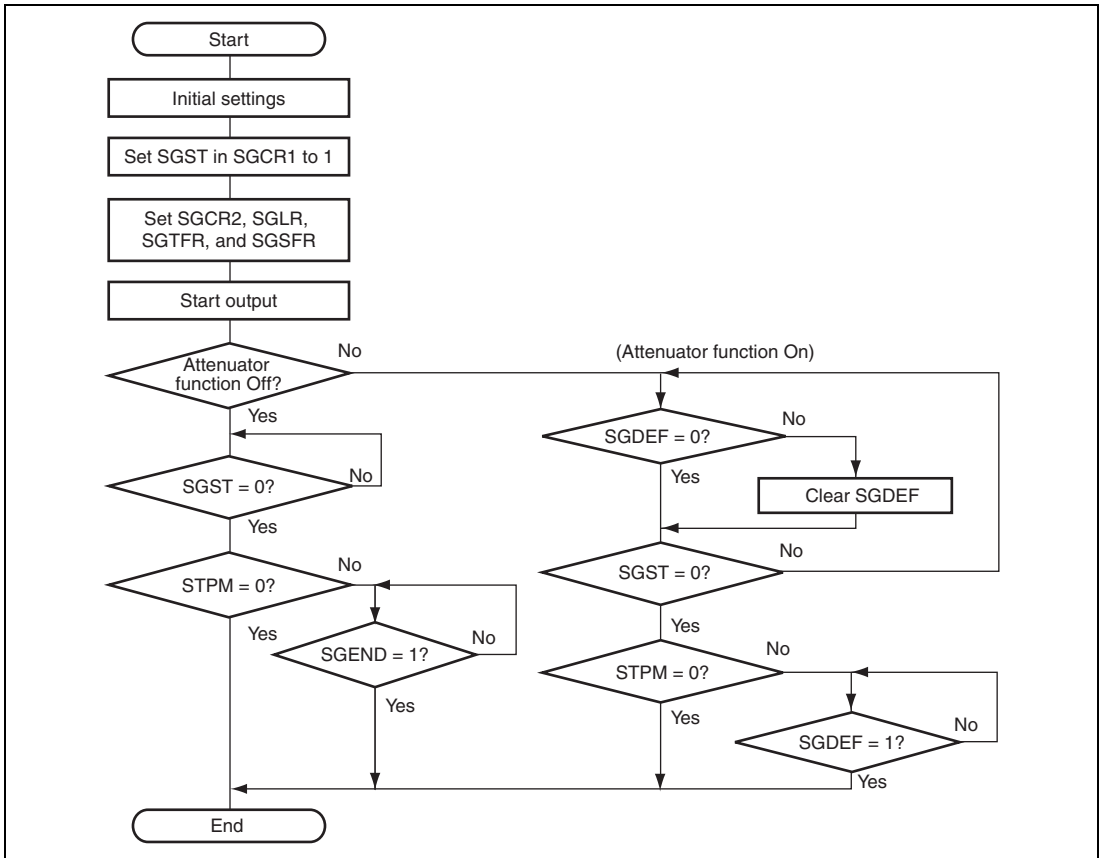 Start
Initial settings
Set SGST in SGCR1 to 1
Set SGCR2, SGLR,
SGTFR, and SGSFR
Start output
Attenuator
function Off?
No
Yes
SGST = 0?
No
Yes
STPM = 0?
No
Yes
SGEND = 1?
No
Yes
(Attenuator function On)
SGDEF = 0?
No
Yes
Clear SGDEF
SGST = 0?
No
Yes
STPM = 0?
No
Yes
SGDEF = 1?
No
Yes
End